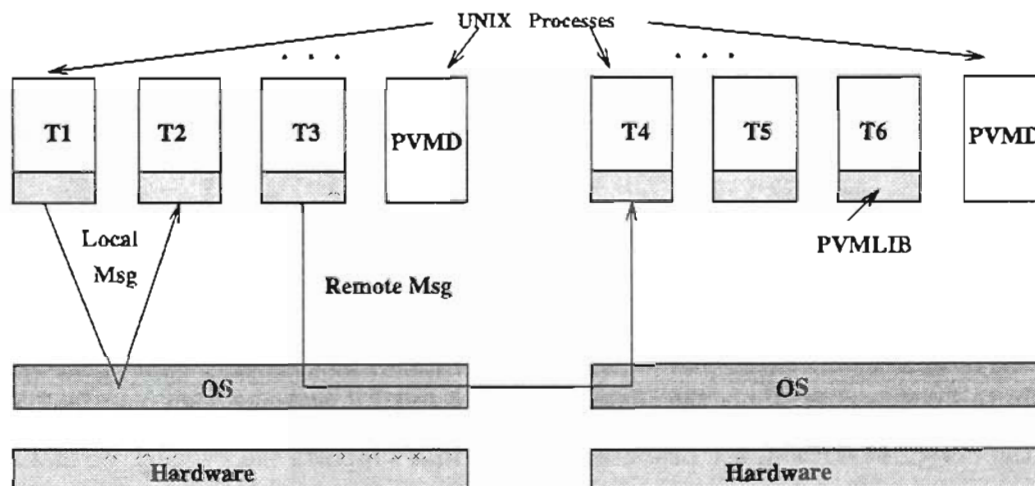 UNIX Processes
. . .
. . .
T1
T2
T3
PVMD
T4
T5
T6
PVMD
Local
Msg
PVMLIB
Remote Msg
OS
OS
Hardware
Hardware